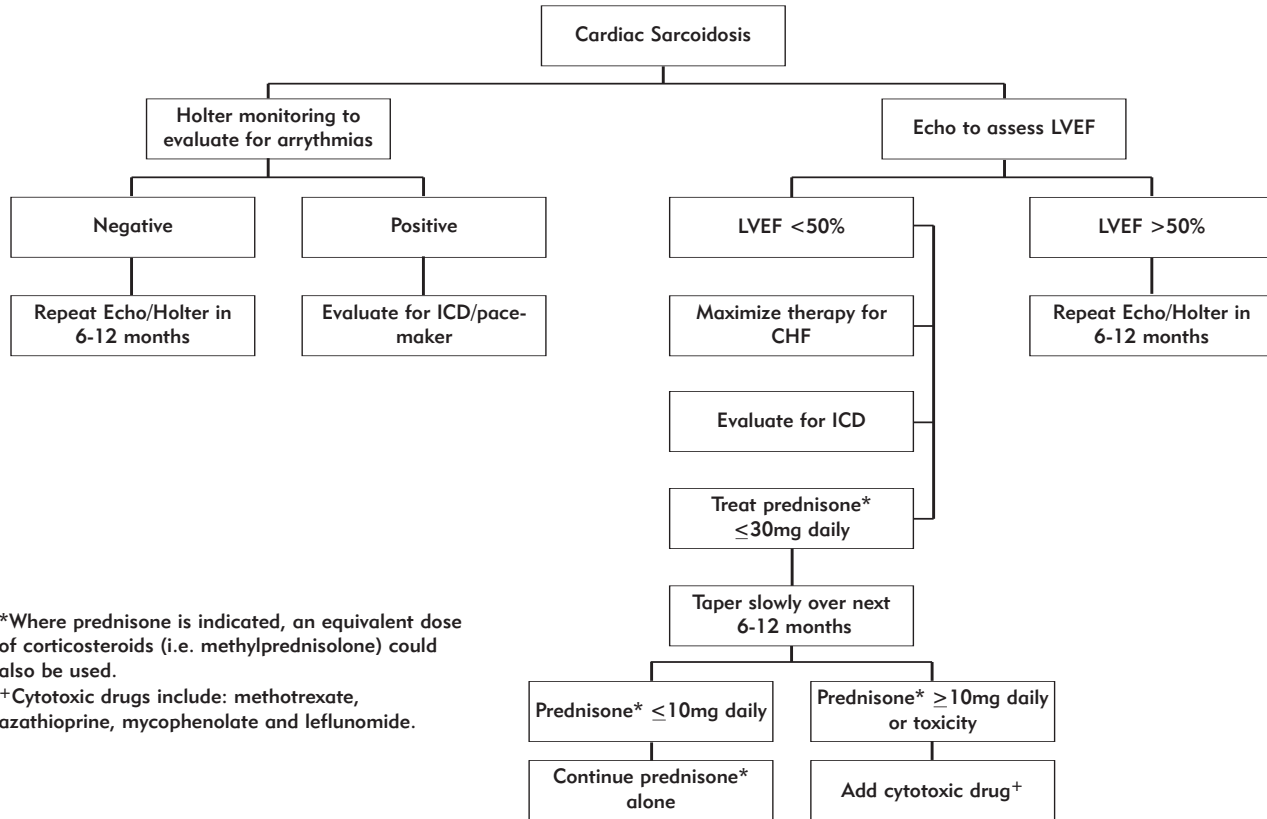 Cardiac Sarcoidosis
Holter monitoring to
evaluate for arrythmias
Echo to assess LVEF
Negative
Positive
LVEF <50%
LVEF >50%
Repeat Echo/Holter in
6-12 months
Evaluate for ICD/pace-
maker
Maximize therapy for
CHF
Repeat Echo/Holter in
6-12 months
Evaluate for ICD
Treat prednisone*
≤30mg daily
Taper slowly over next
6-12 months
Prednisone* ≤10mg daily
Prednisone* ≥10mg daily
or toxicity
Continue prednisone*
alone
Add cytotoxic drug+
*Where prednisone is indicated, an equivalent dose
of corticosteroids (i.e. methylprednisolone) could
also be used.
+Cytotoxic drugs include: methotrexate,
azathioprine, mycophenolate and leflunomide.